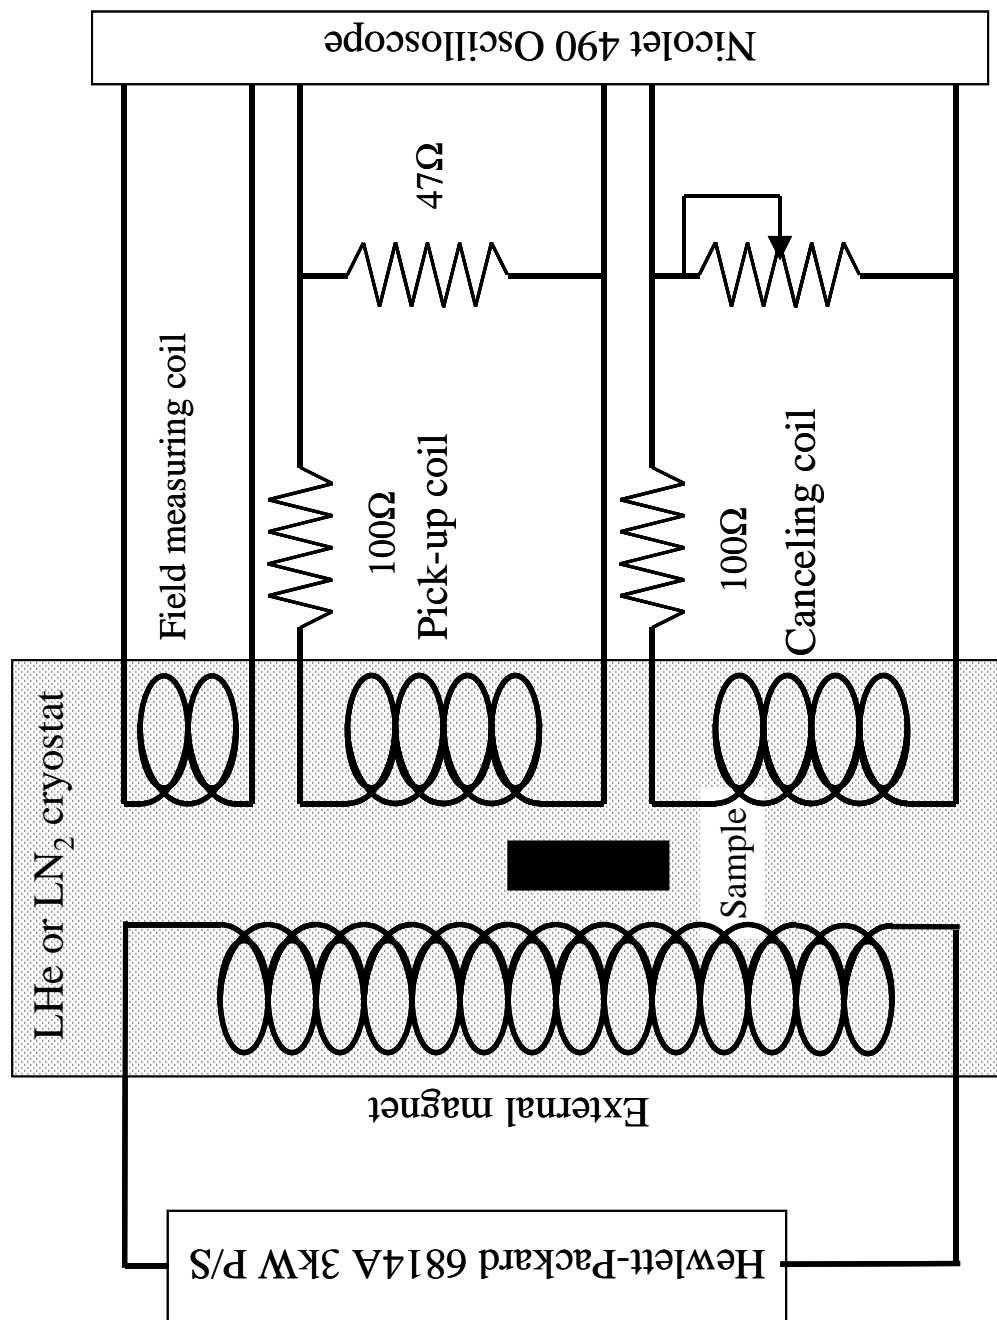 Nicolet 490 Oscilloscope
47Ω
Field measuring coil
100Ω
Pick-up coil
100Ω
Canceling coil
LHe or LN₂ cryostat
Sample
External magnet
Hewlett-Packard 6814A 3kW P/S